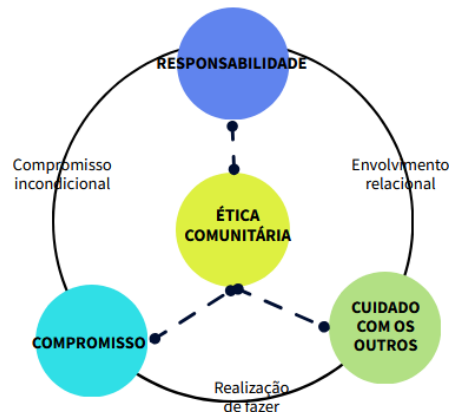 RESPONSABILIDADE
Compromisso
incondicional
Envolvimento
relacional
ÉTICA
COMUNITÁRIA
COMPROMISSO
CUIDADO
COM OS
OUTROS
Realização
de fazer